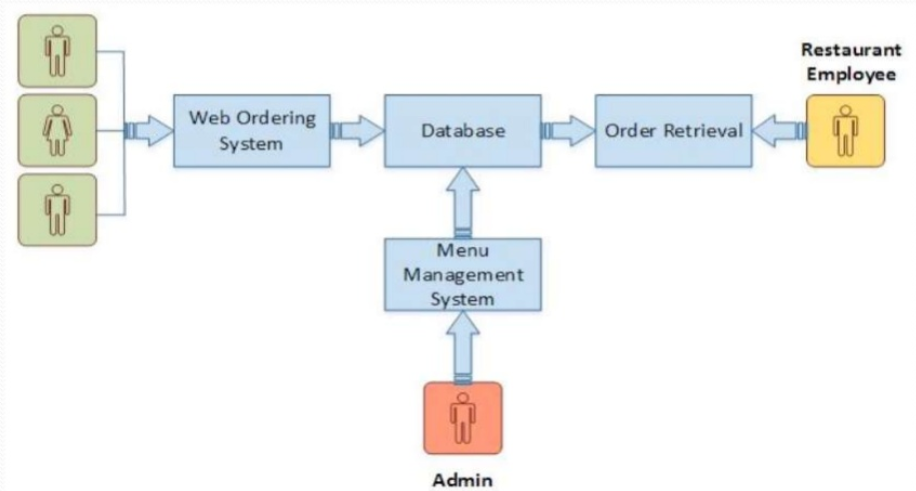 Restaurant
Employee
Web Ordering
System
Database
Order Retrieval
Menu
Management
System
Admin